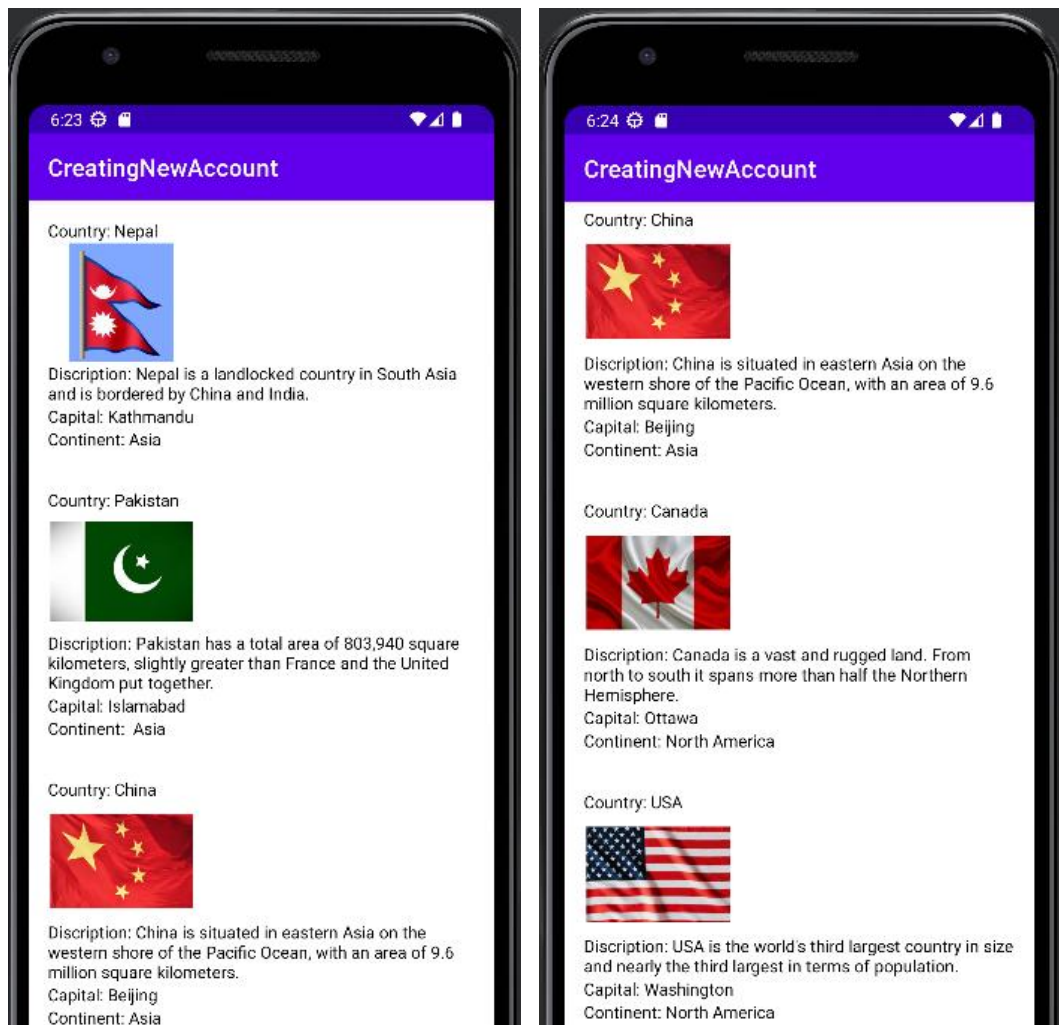 6:23
CreatingNewAccount
Country: Nepal
Discription: Nepal is a landlocked country in South Asia
and is bordered by China and India.
Capital: Kathmandu
Continent: Asia
Country: Pakistan
Discription: Pakistan has a total area of 803,940 square
kilometers, slightly greater than France and the United
Kingdom put together.
Capital: Islamabad
Continent:  Asia
Country: China
Discription: China is situated in eastern Asia on the
western shore of the Pacific Ocean, with an area of 9.6
million square kilometers.
Capital: Beijing
Continent: Asia
6:24
CreatingNewAccount
Country: China
Discription: China is situated in eastern Asia on the
western shore of the Pacific Ocean, with an area of 9.6
million square kilometers.
Capital: Beijing
Continent: Asia
Country: Canada
Discription: Canada is a vast and rugged land. From
north to south it spans more than half the Northern
Hemisphere.
Capital: Ottawa
Continent: North America
Country: USA
Discription: USA is the world's third largest country in size
and nearly the third largest in terms of population.
Capital: Washington
Continent: North America